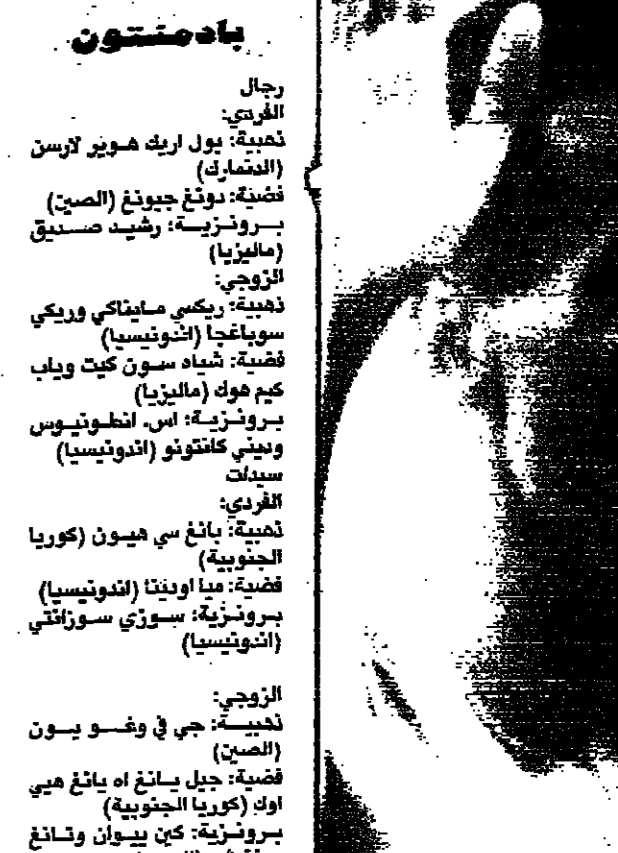 بادمنتون
رجال
الفردي:
ذهبية: بول اريك هوير لارسن
(الدنمارك)
فضية: دونغ جيونغ (الصين)
برونزية: رشيد صديق
(ماليزيا)
الزوجي:
ذهبية: ريكسي مايناكي وريكي
سوباغجا (اندونيسيا)
فضية: شياه سون كيت وياب
كيم هوك (ماليزيا)
برونزية: اس. انطونيوس
وديني كانتونو (اندونيسيا)
سيدات
الفردي:
ذهبية: بانغ سي هيون (كوريا
الجنوبية)
فضية: ميا اودينا (اندونيسيا)
برونزية: سوزي سوزانتي
(اندونيسيا)
الزوجي:
ذهبية: جي في وغو يون
(الصين)
فضية: جيل يانغ اه يانغ هيي
اوك (كوريا الجنوبية)
برونزية: كين ييوان وتانغ